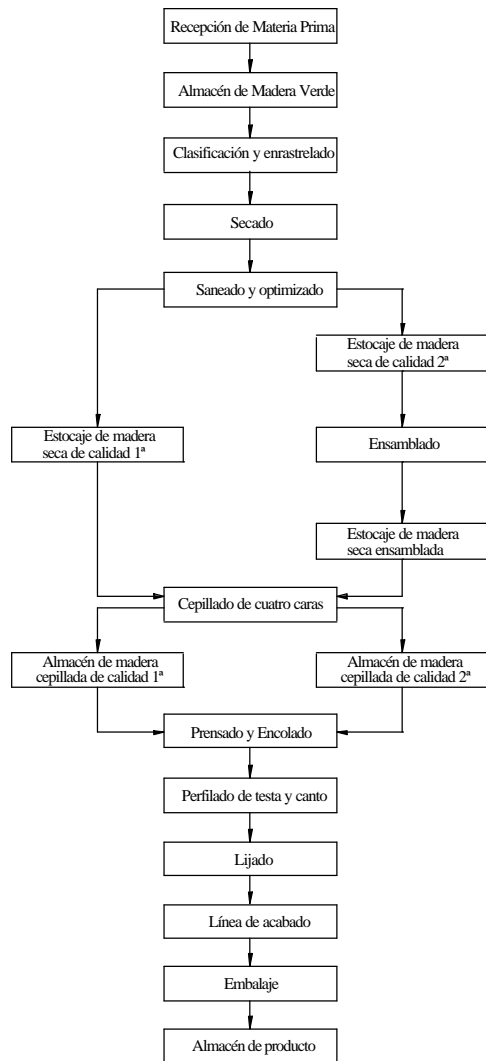 Recepción de Materia Prima
Almacén de Madera Verde
Clasificación y enrastrelado
Secado
Saneado y optimizado
Estocaje de madera
seca de calidad 2ª
Estocaje de madera
seca de calidad 1ª
Ensamblado
Estocaje de madera
seca ensamblada
Cepillado de cuatro caras
Almacén de madera
cepillada de calidad 1ª
Almacén de madera
cepillada de calidad 2ª
Prensado y Encolado
Perfilado de testa y canto
Lijado
Línea de acabado
Embalaje
Almacén de producto